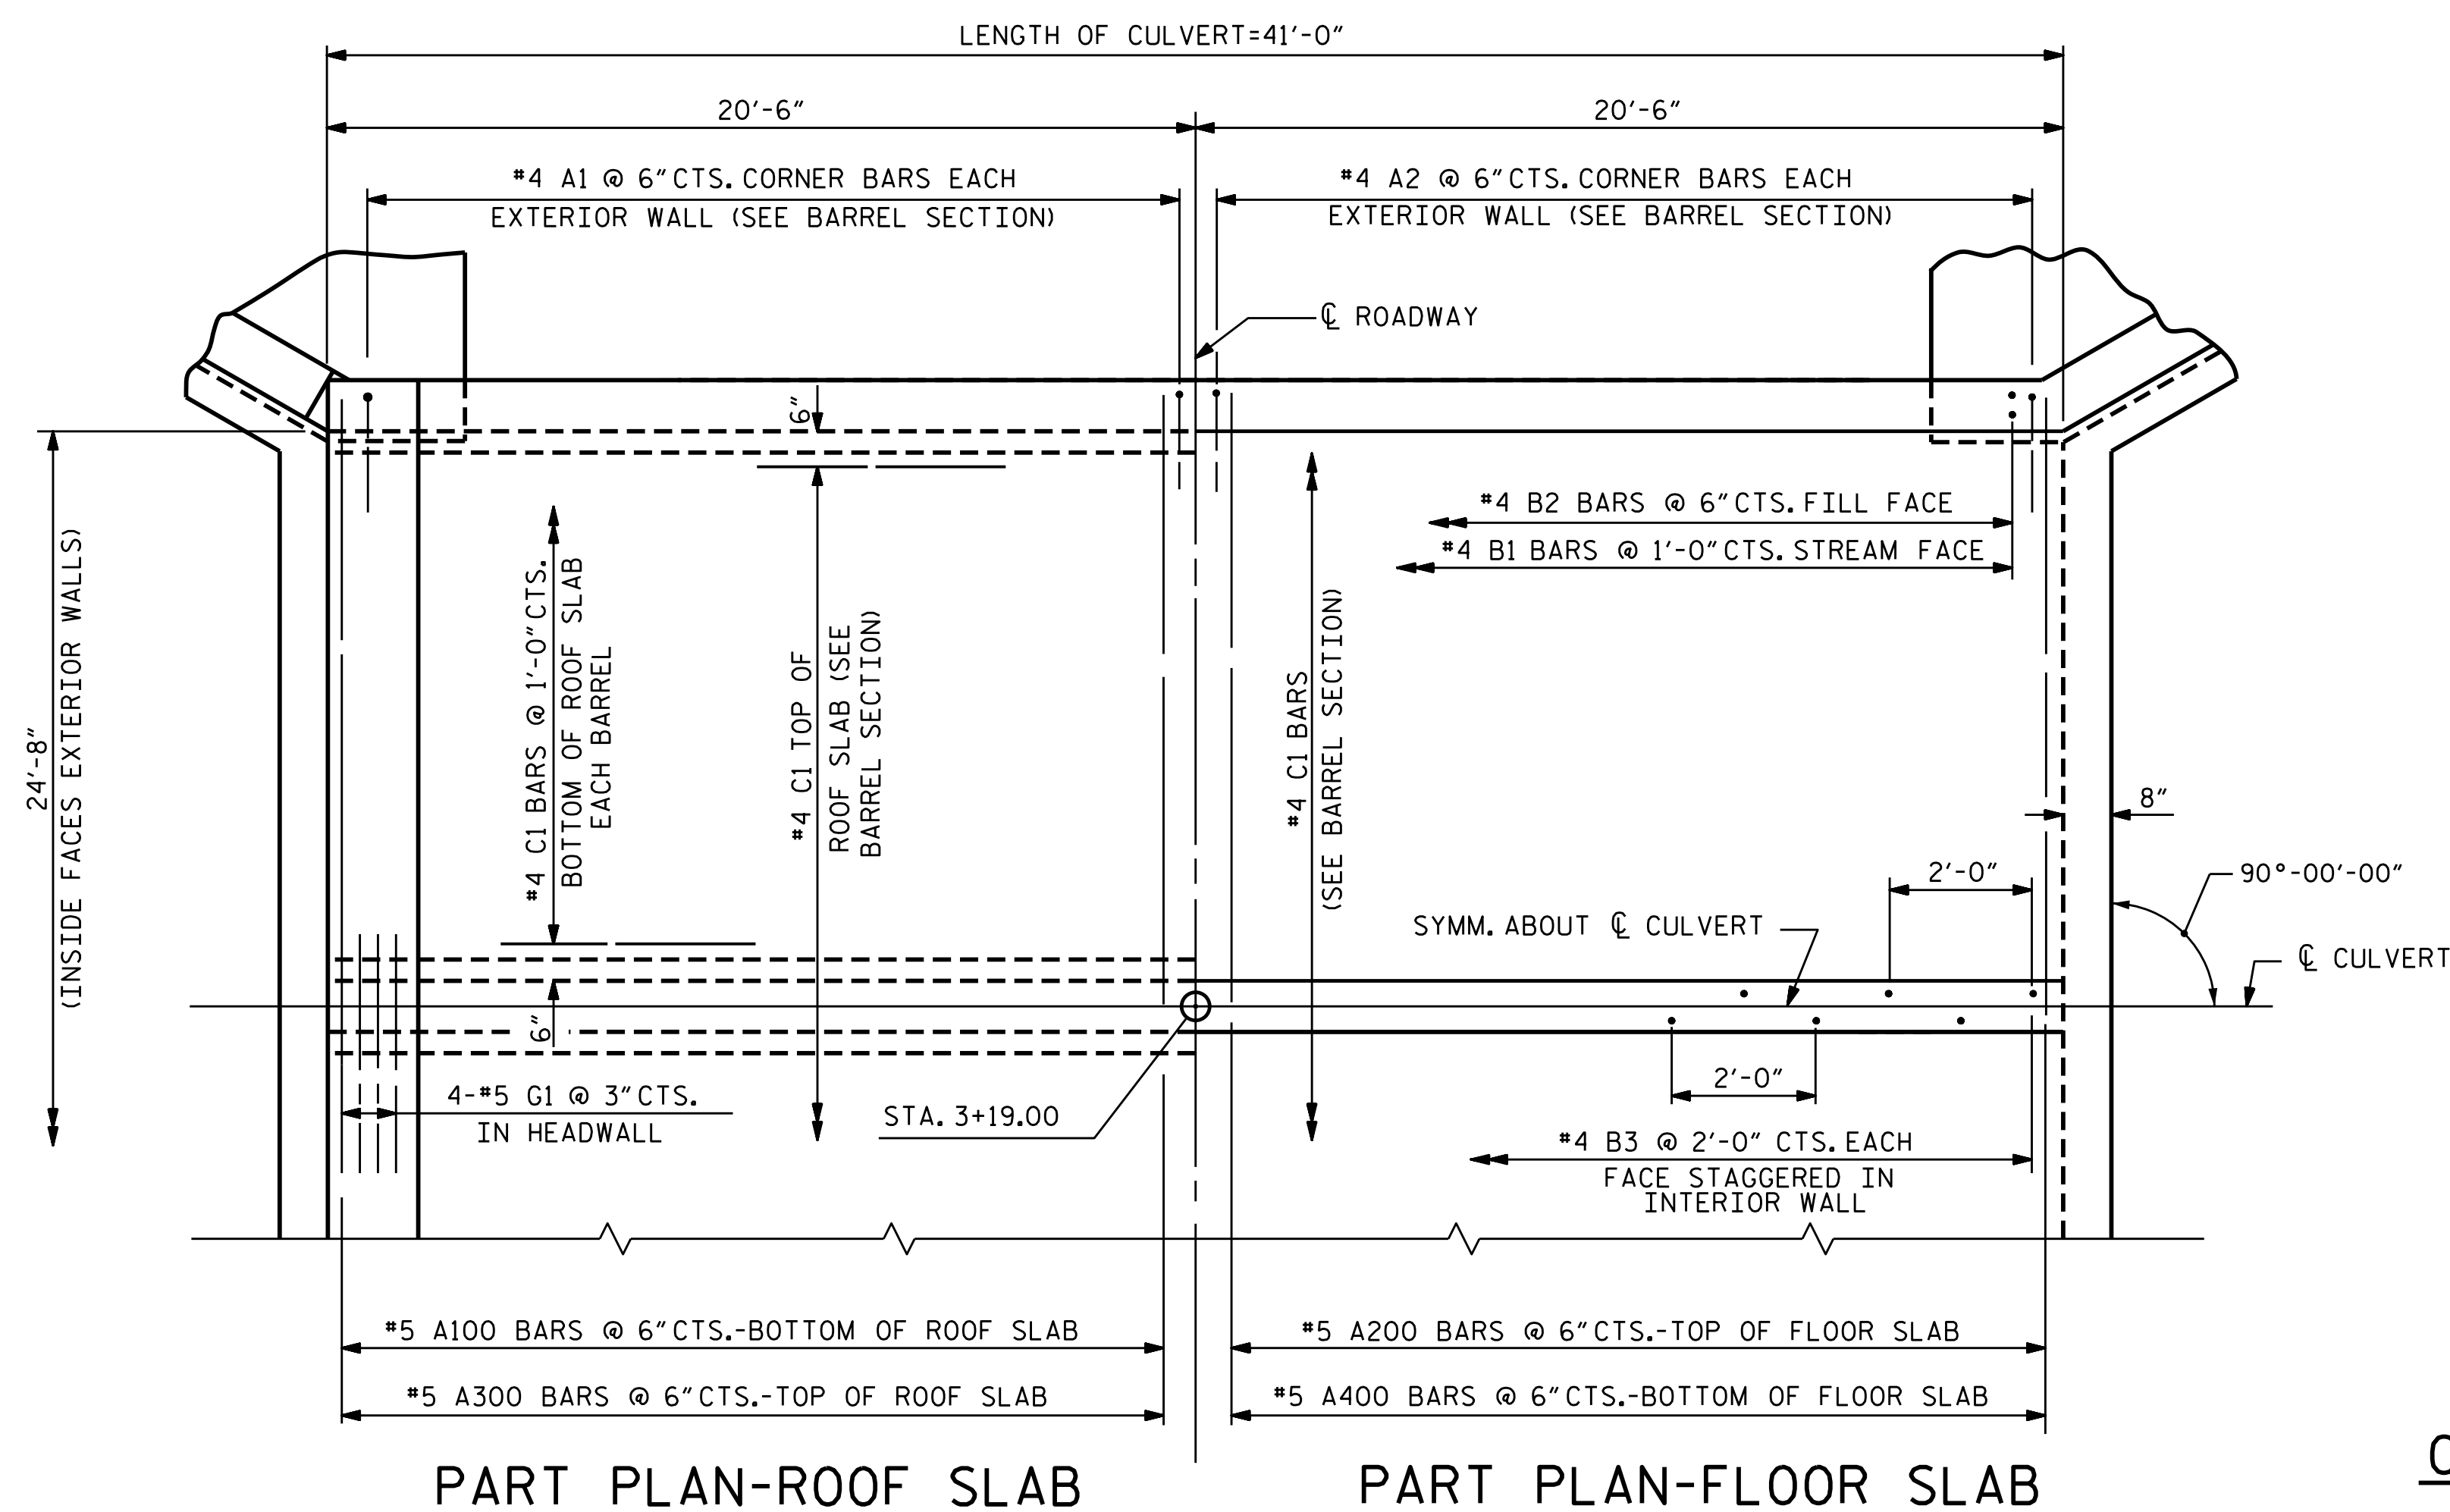 LENGTH OF CULVERT=41'-0"
20'-6"
20'-6"
#4 A1 @ 6" CTS. CORNER BARS EACH
EXTERIOR WALL (SEE BARREL SECTION)
#4 A2 @ 6" CTS. CORNER BARS EACH
EXTERIOR WALL (SEE BARREL SECTION)
℄ ROADWAY
6"
#4 B2 BARS @ 6" CTS. FILL FACE
#4 B1 BARS @ 1'-0" CTS. STREAM FACE
24'-8"
(INSIDE FACES EXTERIOR WALLS)
#4 C1 BARS @ 1'-0" CTS.
BOTTOM OF ROOF SLAB
EACH BARREL
#4 C1 TOP OF
ROOF SLAB (SEE
BARREL SECTION)
#4 C1 BARS
(SEE BARREL SECTION)
8"
2'-0"
90°-00'-00"
SYMM. ABOUT ℄ CULVERT
℄ CULVERT
6"
2'-0"
4-#5 G1 @ 3" CTS.
IN HEADWALL
STA. 3+19.00
#4 B3 @ 2'-0" CTS. EACH
FACE STAGGERED IN
INTERIOR WALL
#5 A100 BARS @ 6" CTS.-BOTTOM OF ROOF SLAB
#5 A200 BARS @ 6" CTS.-TOP OF FLOOR SLAB
#5 A300 BARS @ 6" CTS.-TOP OF ROOF SLAB
#5 A400 BARS @ 6" CTS.-BOTTOM OF FLOOR SLAB
PART PLAN-ROOF SLAB
PART PLAN-FLOOR SLAB